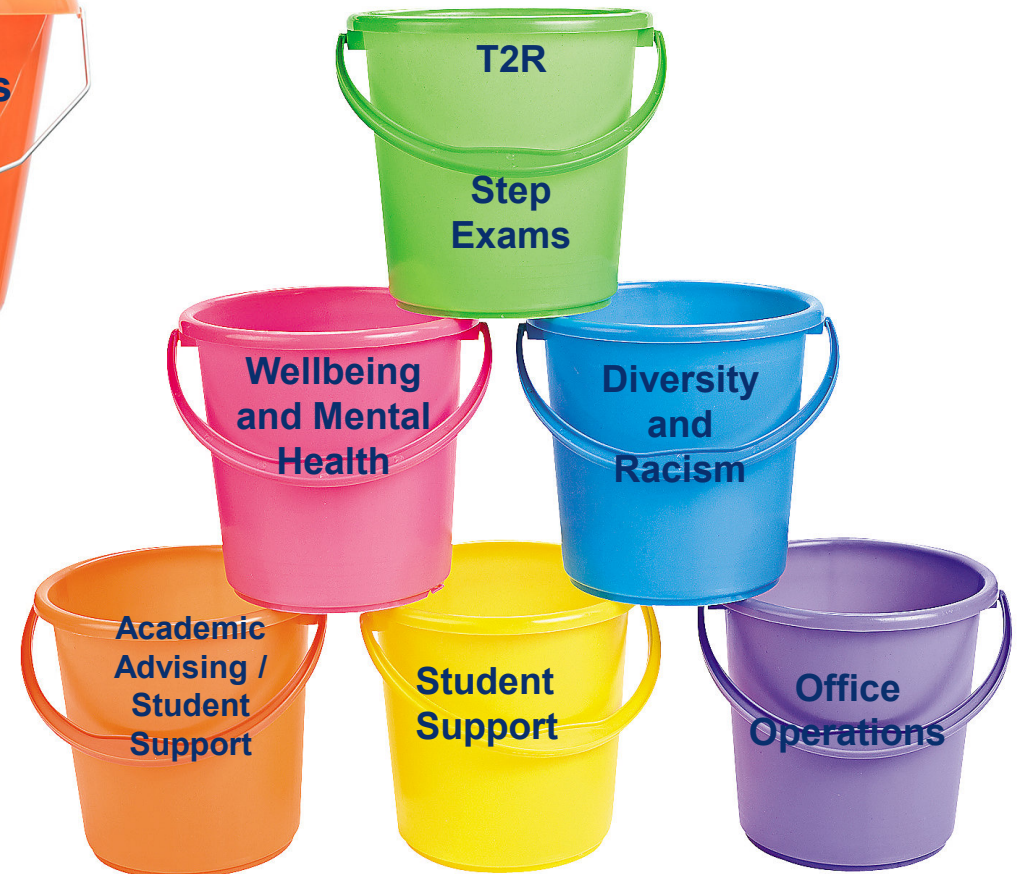 T2R
Step
Exams
Wellbeing
and Mental
Health
Diversity
and
Racism
Academic
Advising /
Student
Support
Student
Support
Office
Operations